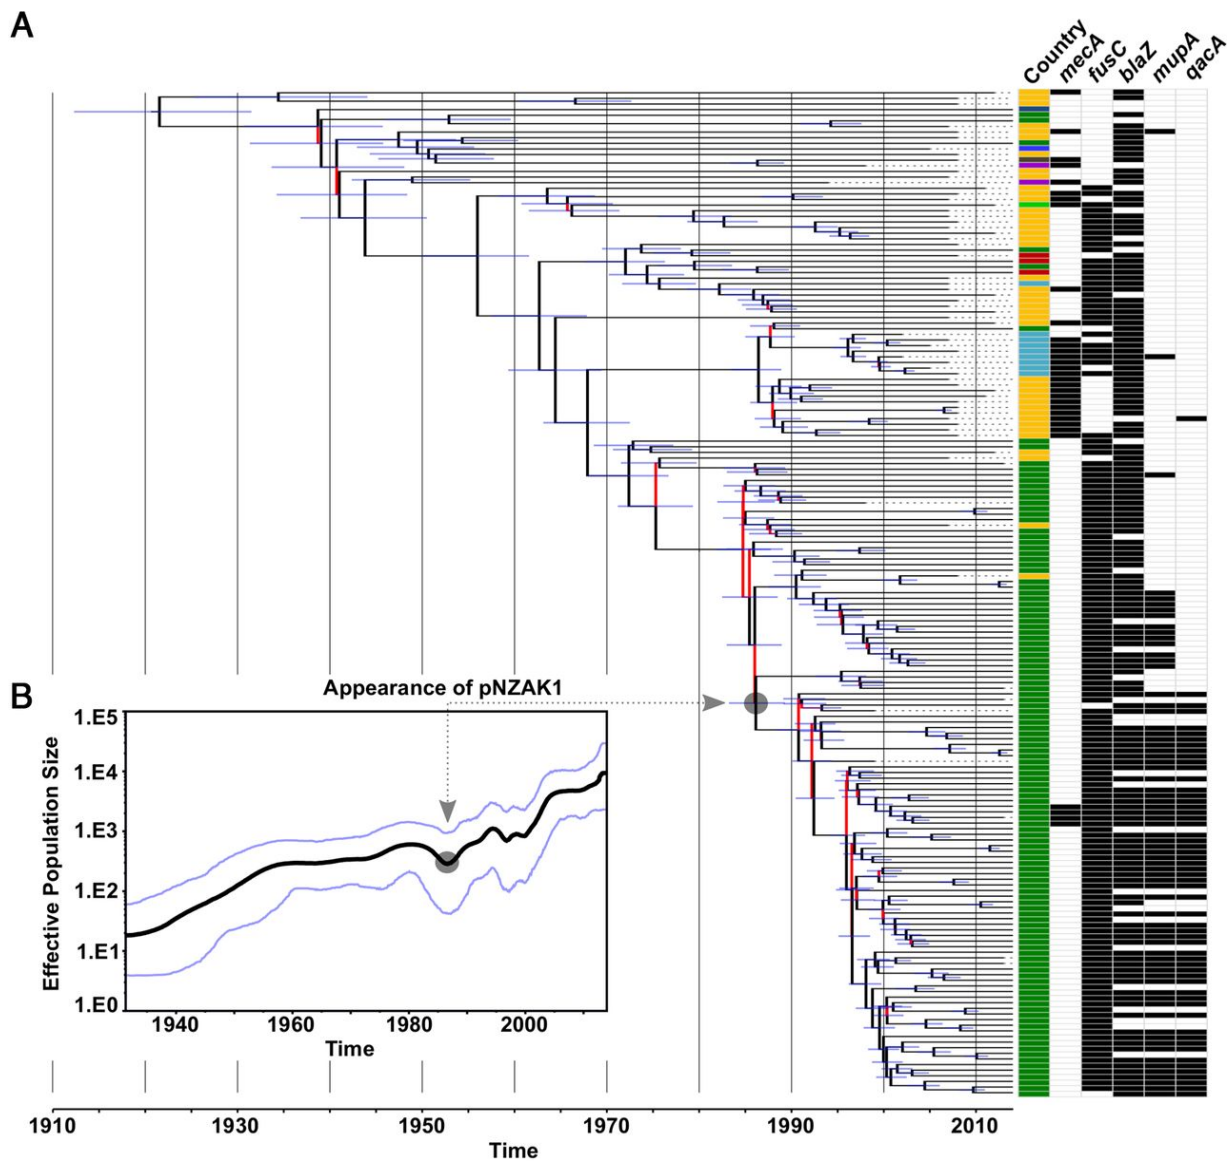 A
Country mecA fusC blaZ mupA qacA
B
Appearance of pNZAK1
Effective Population Size
1.E5
1.E4
1.E3
1.E2
1.E1
1.E0
1940 1960 1980 2000
Time
1910 1930 1950 1970 1990 2010
Time